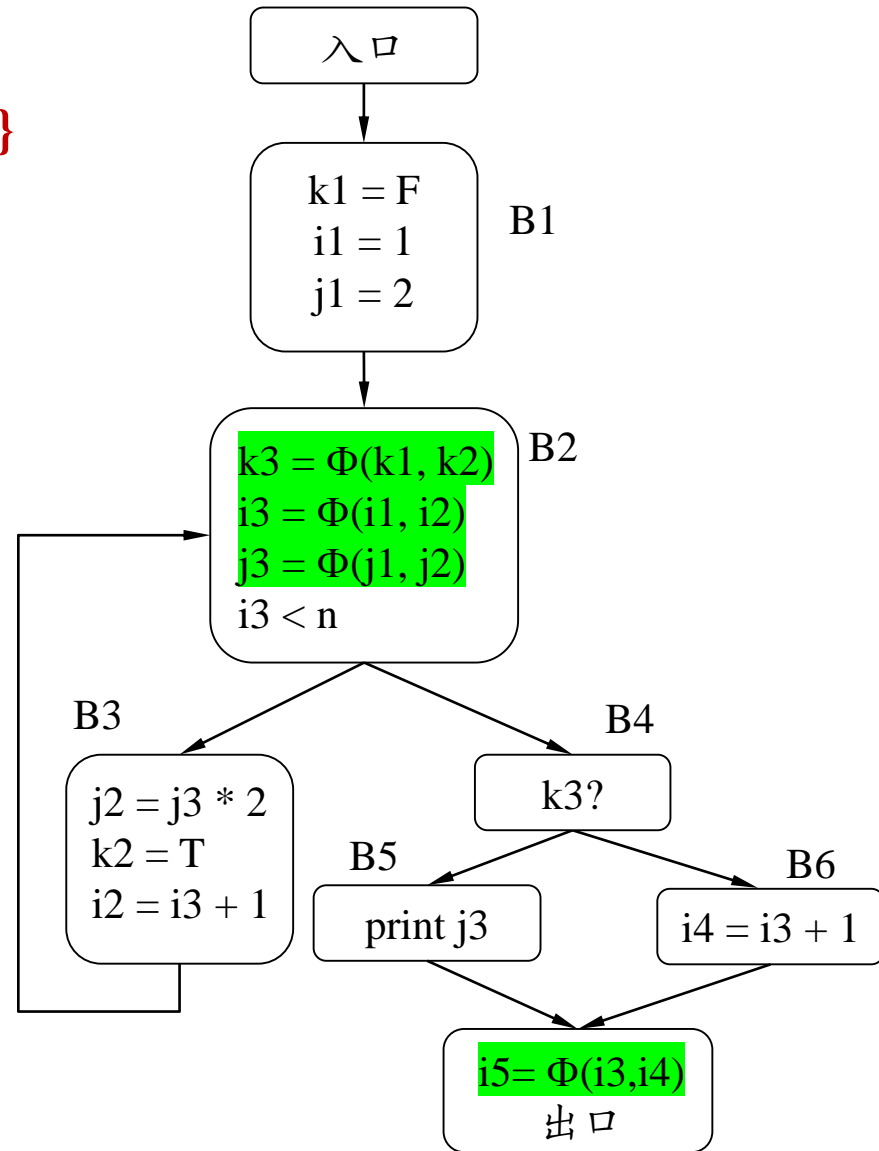 入口
}
k1 = F
i1 = 1
j1 = 2
B1
k3 = Φ(k1, k2)
i3 = Φ(i1, i2)
j3 = Φ(j1, j2)
i3 < n
B2
B3
j2 = j3 * 2
k2 = T
i2 = i3 + 1
B4
k3?
B5
print j3
B6
i4 = i3 + 1
i5= Φ(i3,i4)
出口